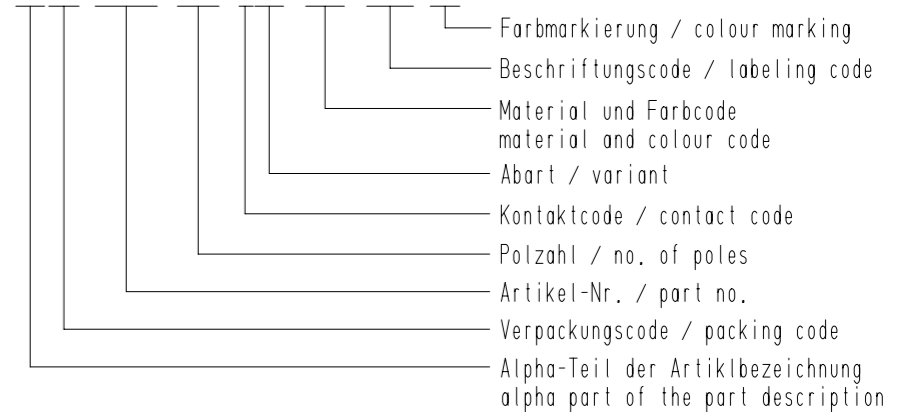 Farbmarkierung / colour marking
Beschriftungscode / labeling code
Material und Farbcode
material and colour code
Abart / variant
Kontaktcode / contact code
Polzahl / no. of poles
Artikel-Nr. / part no.
Verpackungscode / packing code
Alpha-Teil der Artiklbezeichnung
alpha part of the part description